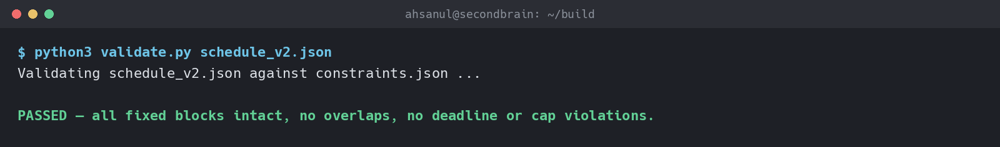 ahsanul@secondbrain: ~/build
$ python3 validate.py schedule_v2.json
Validating schedule_v2.json against constraints.json ...
PASSED — all fixed blocks intact, no overlaps, no deadline or cap violations.